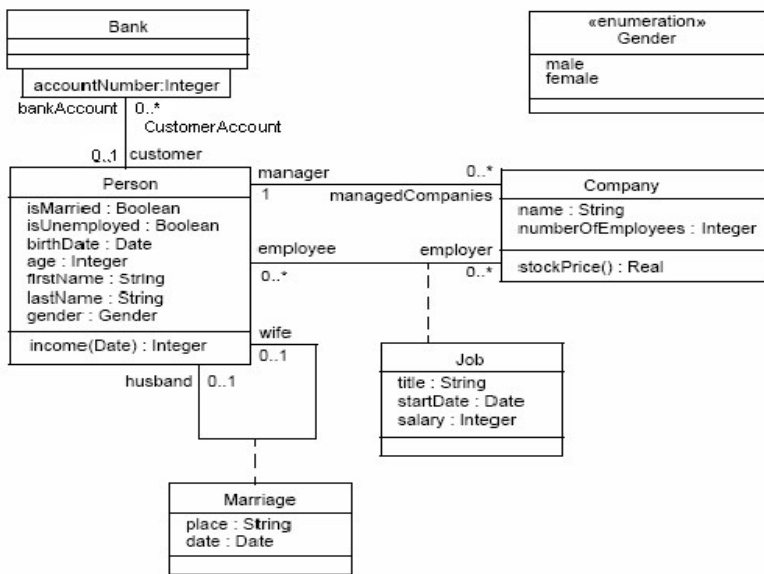 Bank
accountNumber:Integer
bankAccount 0..*
CustomerAccount
0..1 customer
«enumeration»
Gender
male
female
Person
isMarried : Boolean
isUnemployed : Boolean
birthDate : Date
age : Integer
firstName : String
lastName : String
gender : Gender
income(Date) : Integer
manager 0..*
1 managedCompanies
employee employer
0..* 0..*
Company
name : String
numberOfEmployees : Integer
stockPrice() : Real
wife
0..1
husband 0..1
Job
title : String
startDate : Date
salary : Integer
Marriage
place : String
date : Date